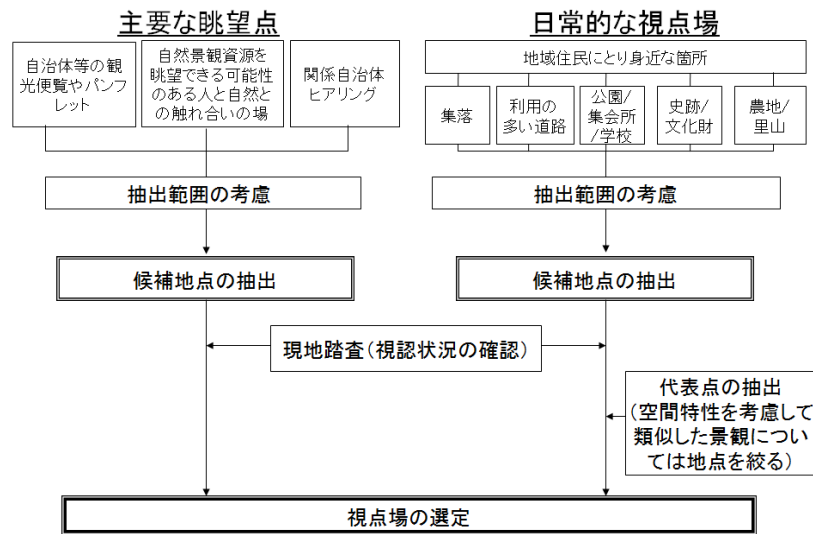 主要な眺望点
日常的な視点場
自治体等の観
光便覧やパンフ
レット
自然景観資源を
眺望できる可能性
のある人と自然と
の触れ合いの場
関係自治体
ヒアリング
地域住民にとり身近な箇所
集落
利用の
多い道路
公園/
集会所
/学校
史跡/
文化財
農地/
里山
抽出範囲の考慮
抽出範囲の考慮
候補地点の抽出
候補地点の抽出
現地踏査(視認状況の確認)
代表点の抽出
(空間特性を考慮して
類似した景観につい
ては地点を絞る)
視点場の選定